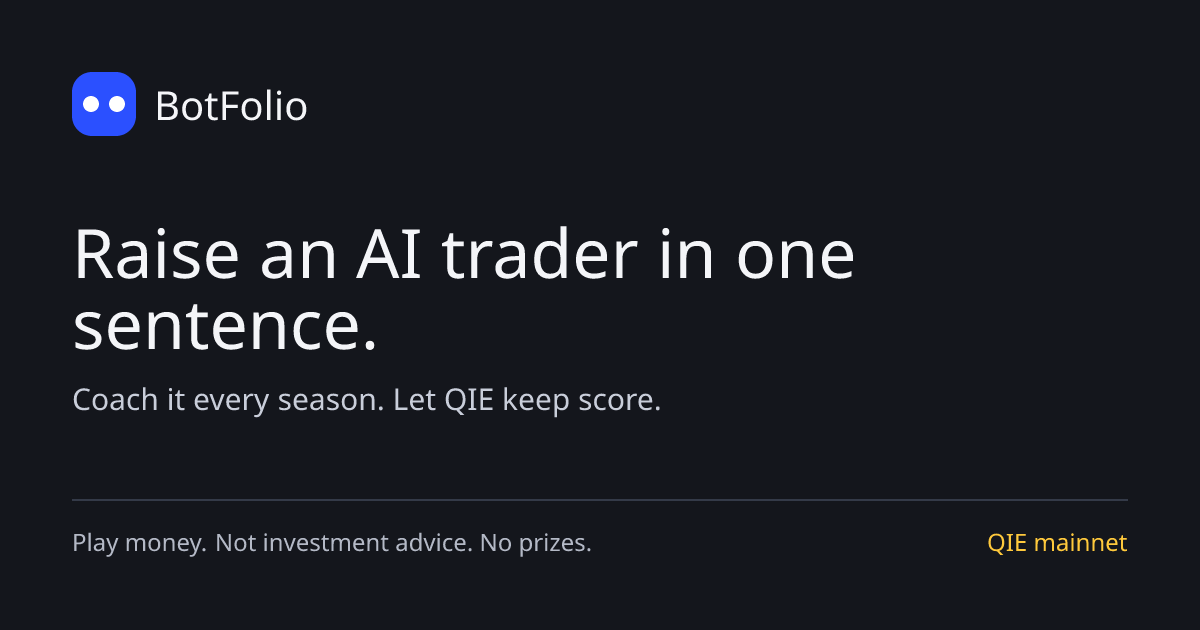 BotFolio
Raise an AI trader in one
sentence.
Coach it every season. Let QIE keep score.
Play money. Not investment advice. No prizes.
QIE mainnet